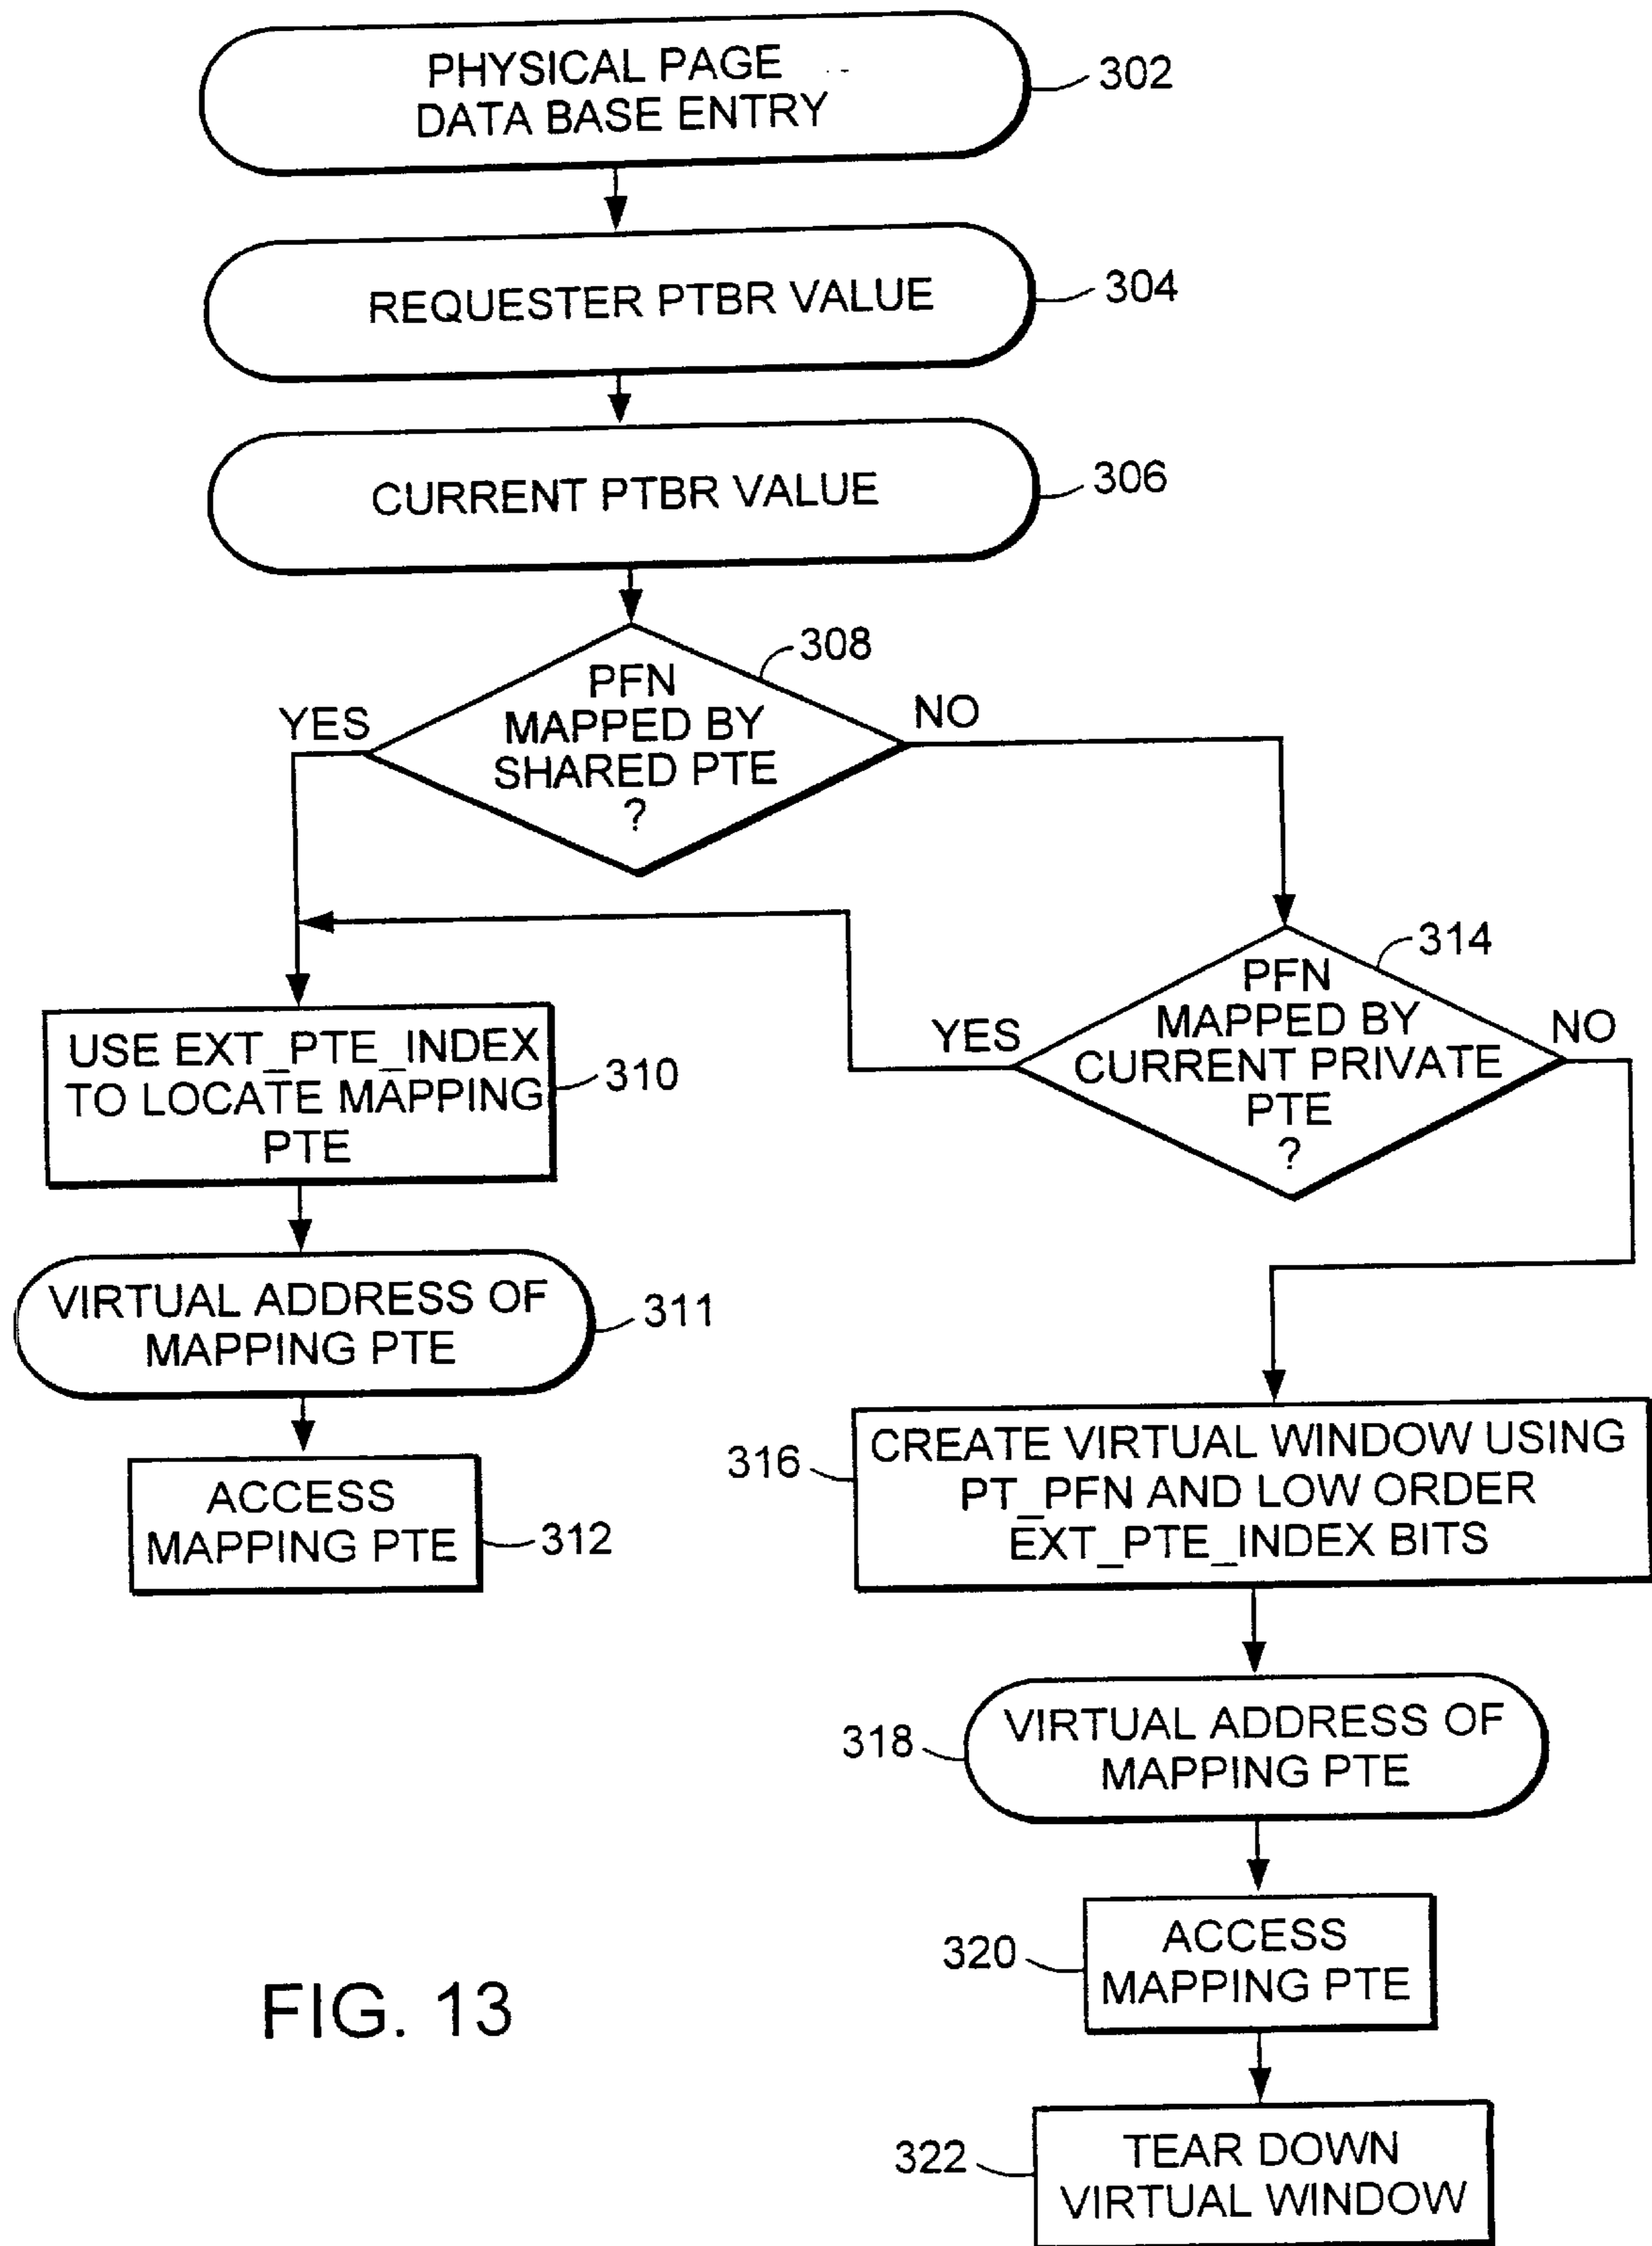 PHYSICAL PAGE
DATA BASE ENTRY
302
REQUESTER PTBR VALUE
304
CURRENT PTBR VALUE
306
308
PFN
MAPPED BY
SHARED PTE
?
YES
NO
314
PFN
MAPPED BY
CURRENT PRIVATE
PTE
?
YES
NO
USE EXT_PTE_INDEX
TO LOCATE MAPPING
PTE
310
VIRTUAL ADDRESS OF
MAPPING PTE
311
ACCESS
MAPPING PTE
312
316
CREATE VIRTUAL WINDOW USING
PT_PFN AND LOW ORDER
EXT_PTE_INDEX BITS
318
VIRTUAL ADDRESS OF
MAPPING PTE
320
ACCESS
MAPPING PTE
322
TEAR DOWN
VIRTUAL WINDOW
FIG. 13